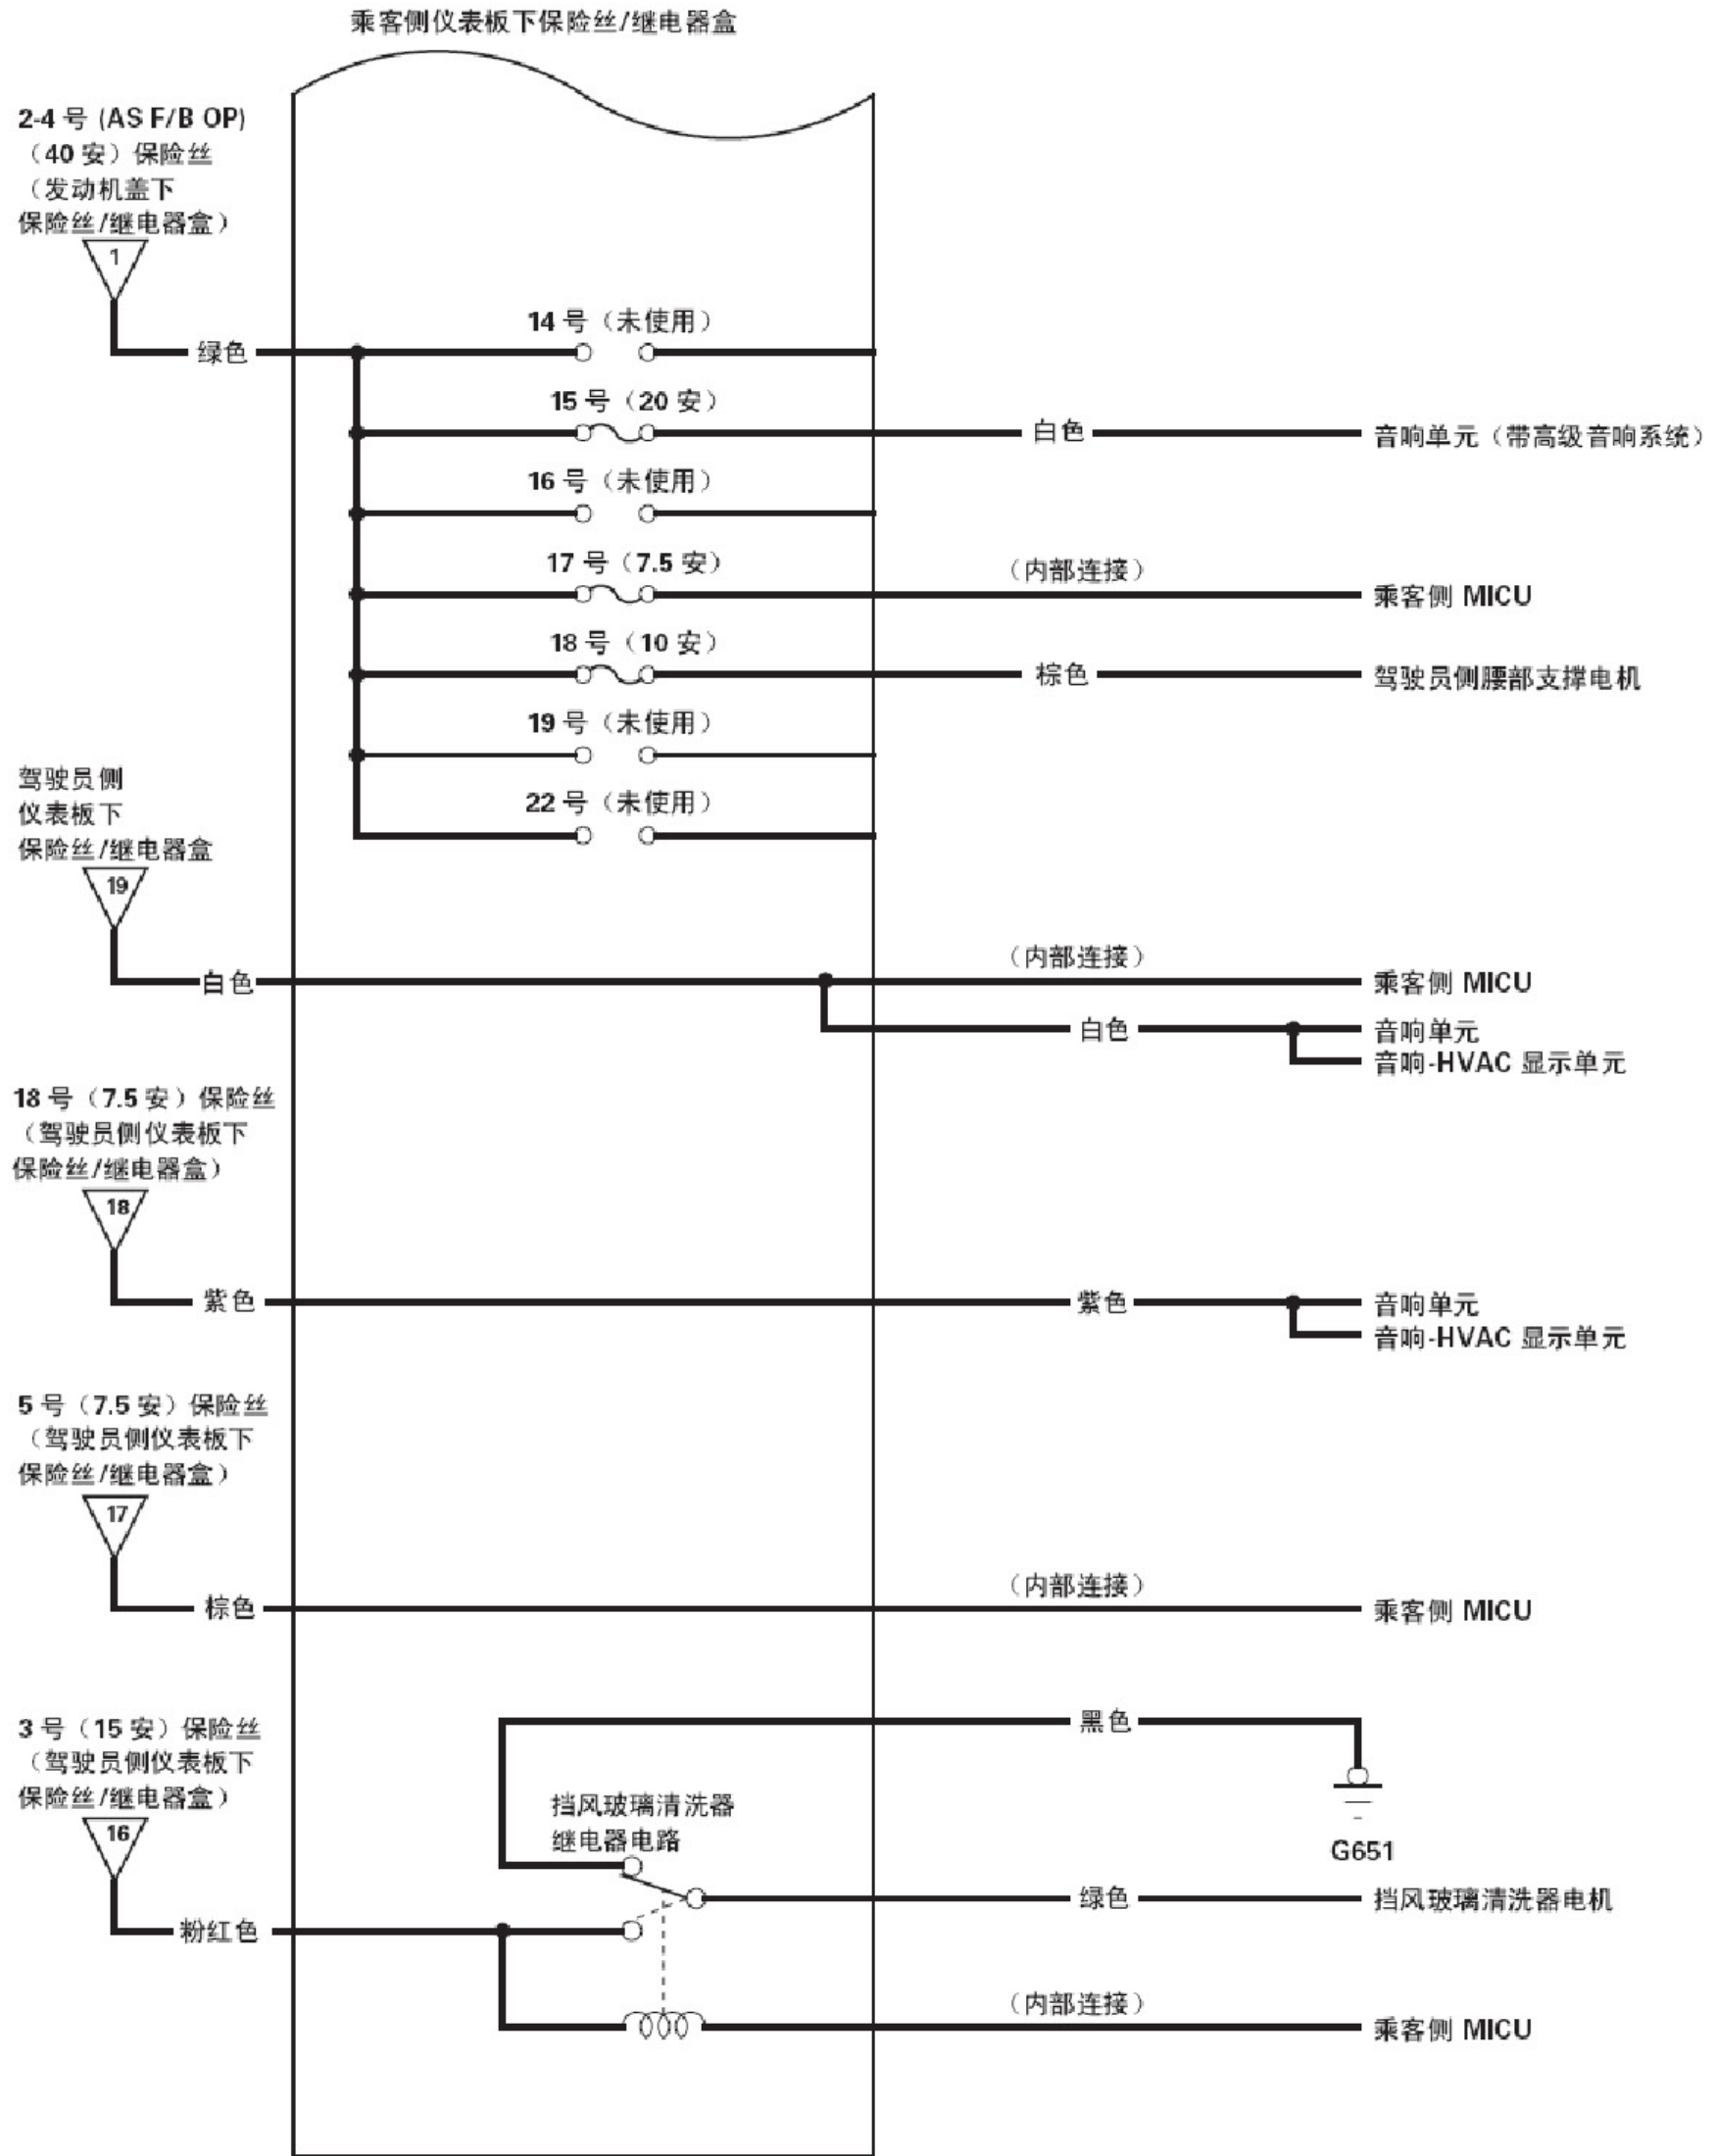 乘客侧仪表板下保险丝/继电器盒
2-4 号 (AS F/B OP)
（40 安）保险丝
（发动机盖下
保险丝/继电器盒）
1
绿色
14 号（未使用）
15 号（20 安）
白色
音响单元（带高级音响系统）
16 号（未使用）
17 号（7.5 安）
（内部连接）
乘客侧 MICU
18 号（10 安）
棕色
驾驶员侧腰部支撑电机
19 号（未使用）
22 号（未使用）
驾驶员侧
仪表板下
保险丝/继电器盒
19
白色
（内部连接）
乘客侧 MICU
白色
音响单元
音响-HVAC 显示单元
18 号（7.5 安）保险丝
（驾驶员侧仪表板下
保险丝/继电器盒）
18
紫色
紫色
音响单元
音响-HVAC 显示单元
5 号（7.5 安）保险丝
（驾驶员侧仪表板下
保险丝/继电器盒）
17
棕色
（内部连接）
乘客侧 MICU
3 号（15 安）保险丝
（驾驶员侧仪表板下
保险丝/继电器盒）
16
粉红色
黑色
G651
挡风玻璃清洗器
继电器电路
绿色
挡风玻璃清洗器电机
（内部连接）
乘客侧 MICU